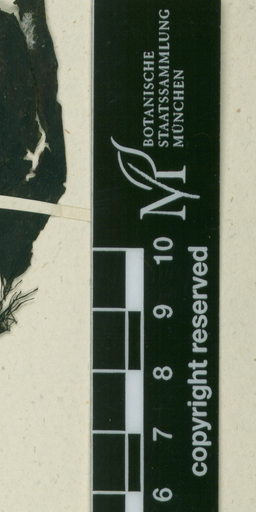 BOTANISCHE
STAATSSAMMLUNG
MÜNCHEN
M
10
9
8
7
6
copyright reserved